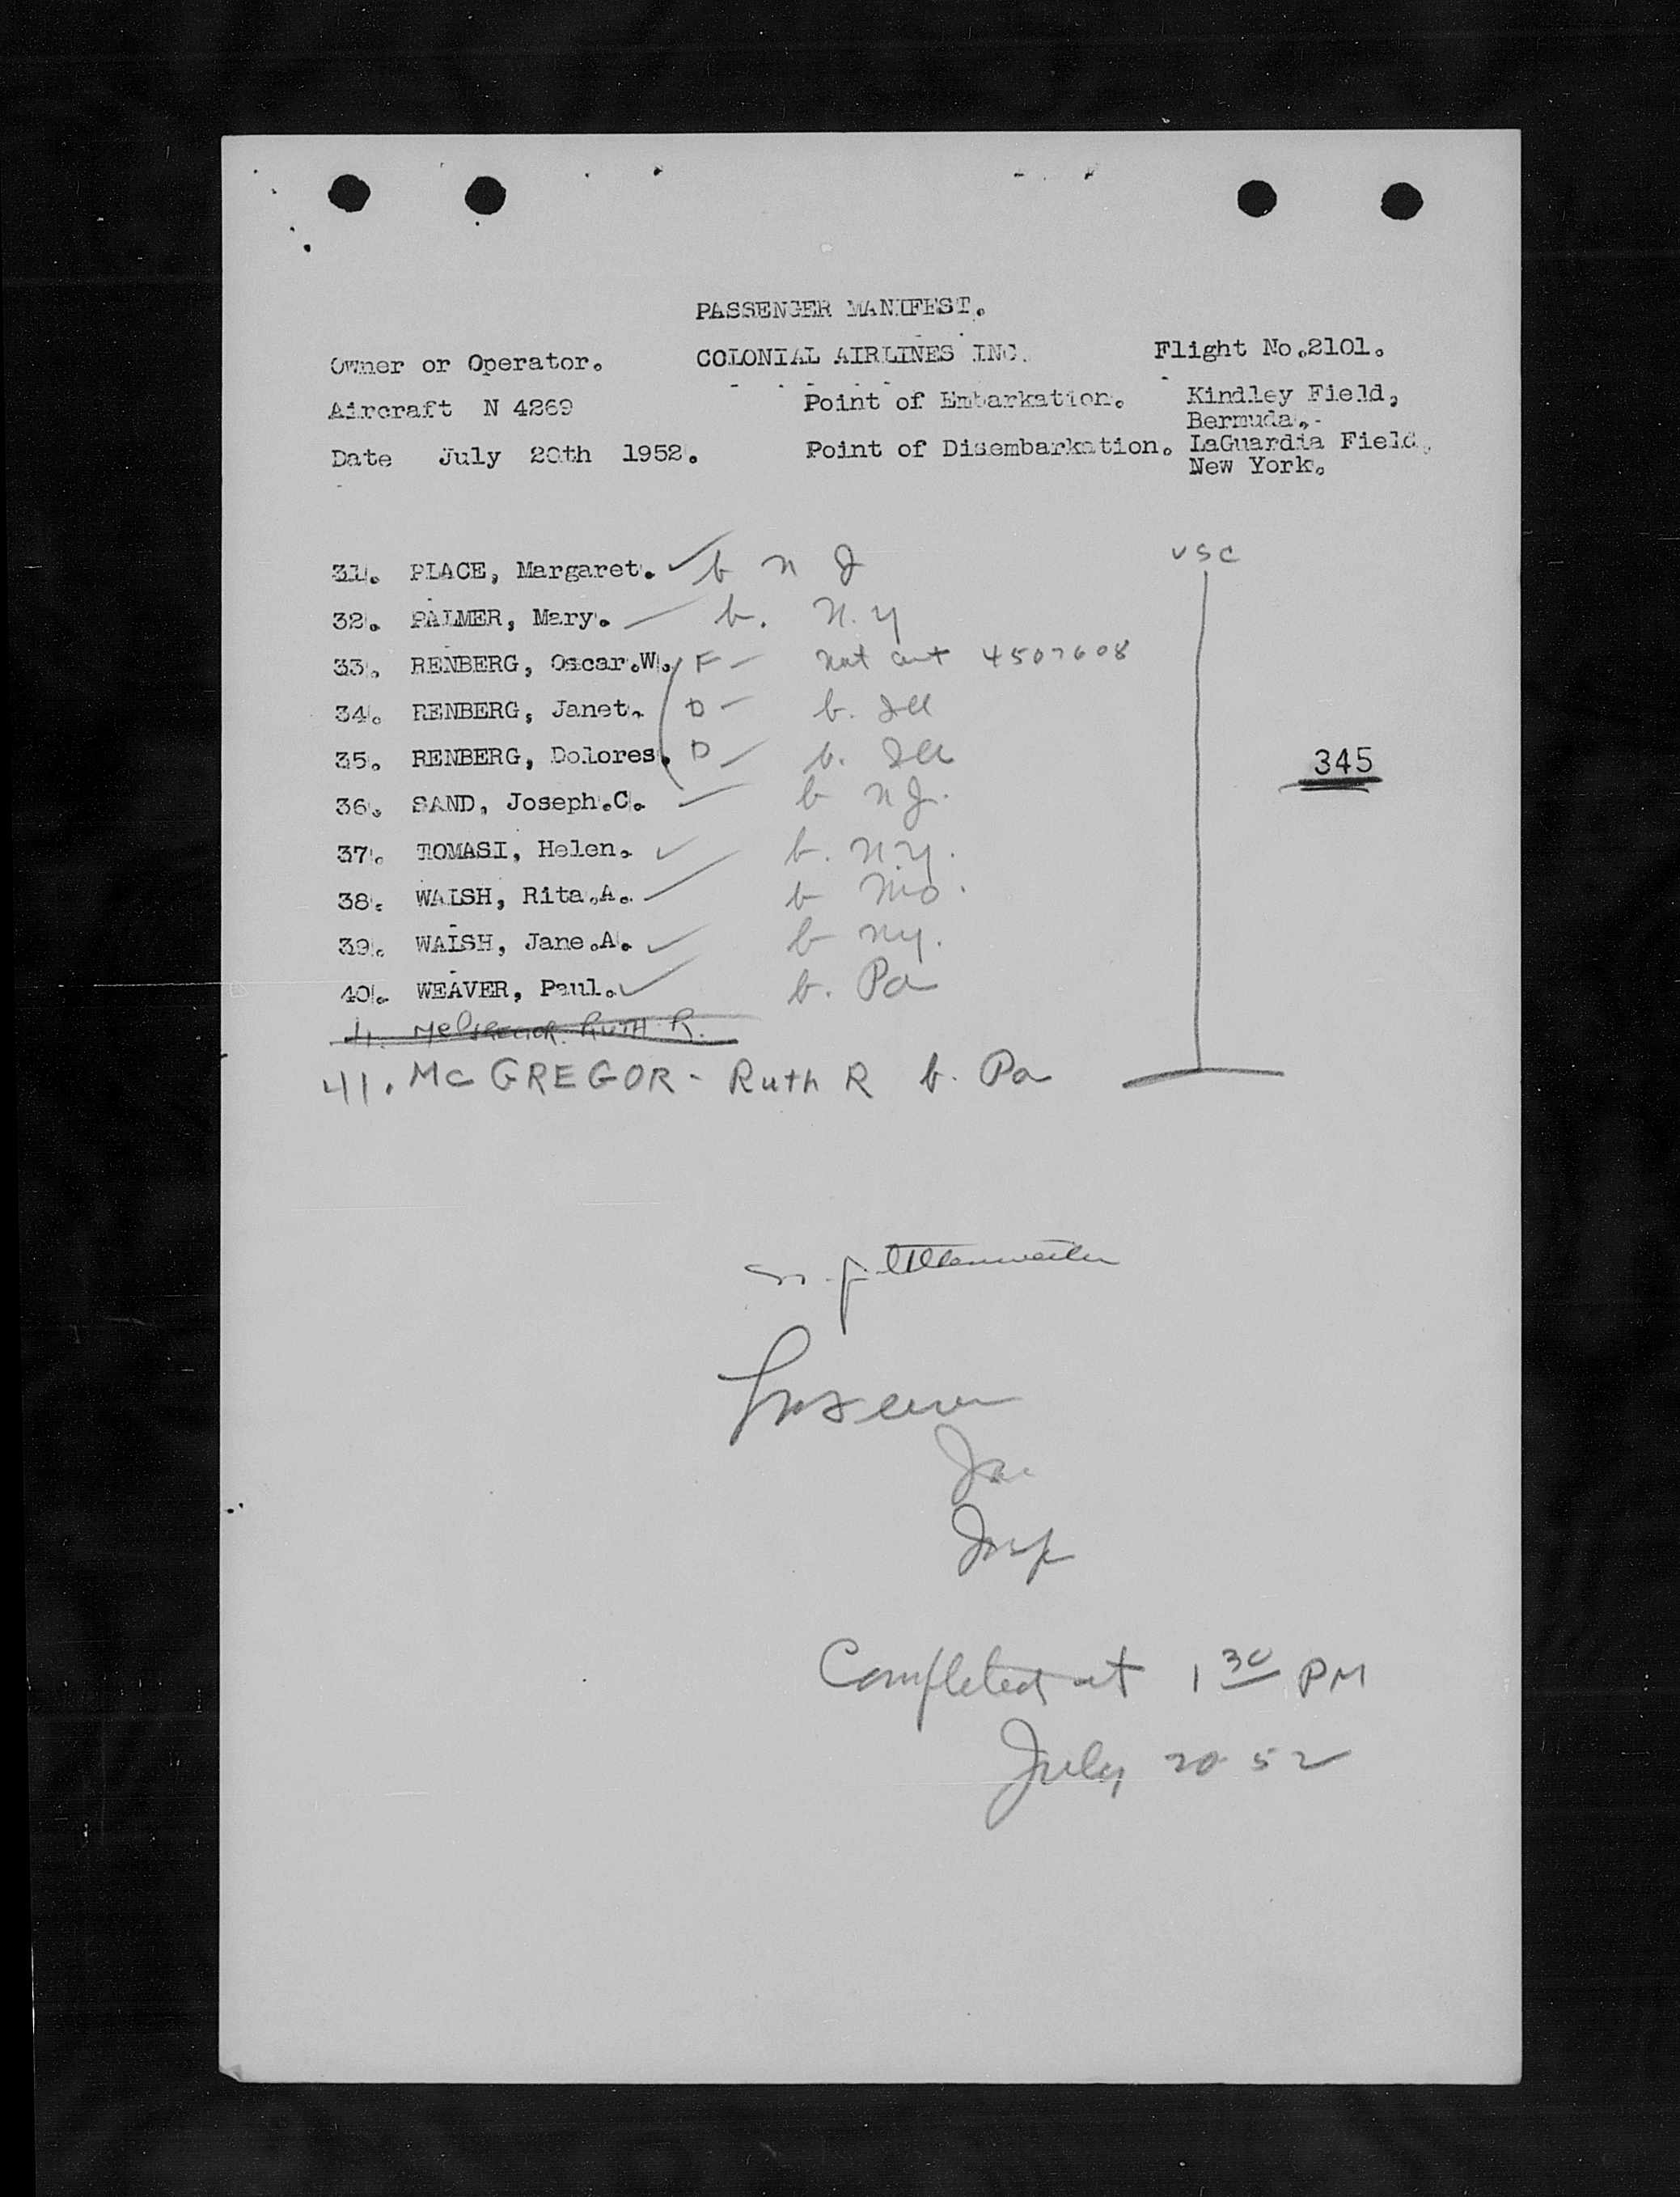 PASSENGER MANIFEST.
Owner or Operator. COLONIAL AIRLINES INC. Flight No.2101.
Aircraft N 4269 Point of Embarkation. Kindley Field,
Bermuda.-
Date July 20th 1952. Point of Disembarkation. LaGuardia Field,
New York.
USC
31. PLACE, Margaret. ✓ b N J
32. PALMER, Mary. — b. N.Y
33. RENBERG, Oscar.W. F — Nat cert 4507608
34. RENBERG, Janet. D — b. Ill
35. RENBERG, Dolores. D — b. Ill
345
36. SAND, Joseph.C. — b NJ.
37. TOMASI, Helen. ✓ b. N.Y.
38. WALSH, Rita.A. — b Mo.
39. WALSH, Jane.A. ✓ b NY.
40. WEAVER, Paul. ✓ b. Pa
41. McGREGOR - Ruth R b. Pa
Completed at 1 30 PM
July 20 52